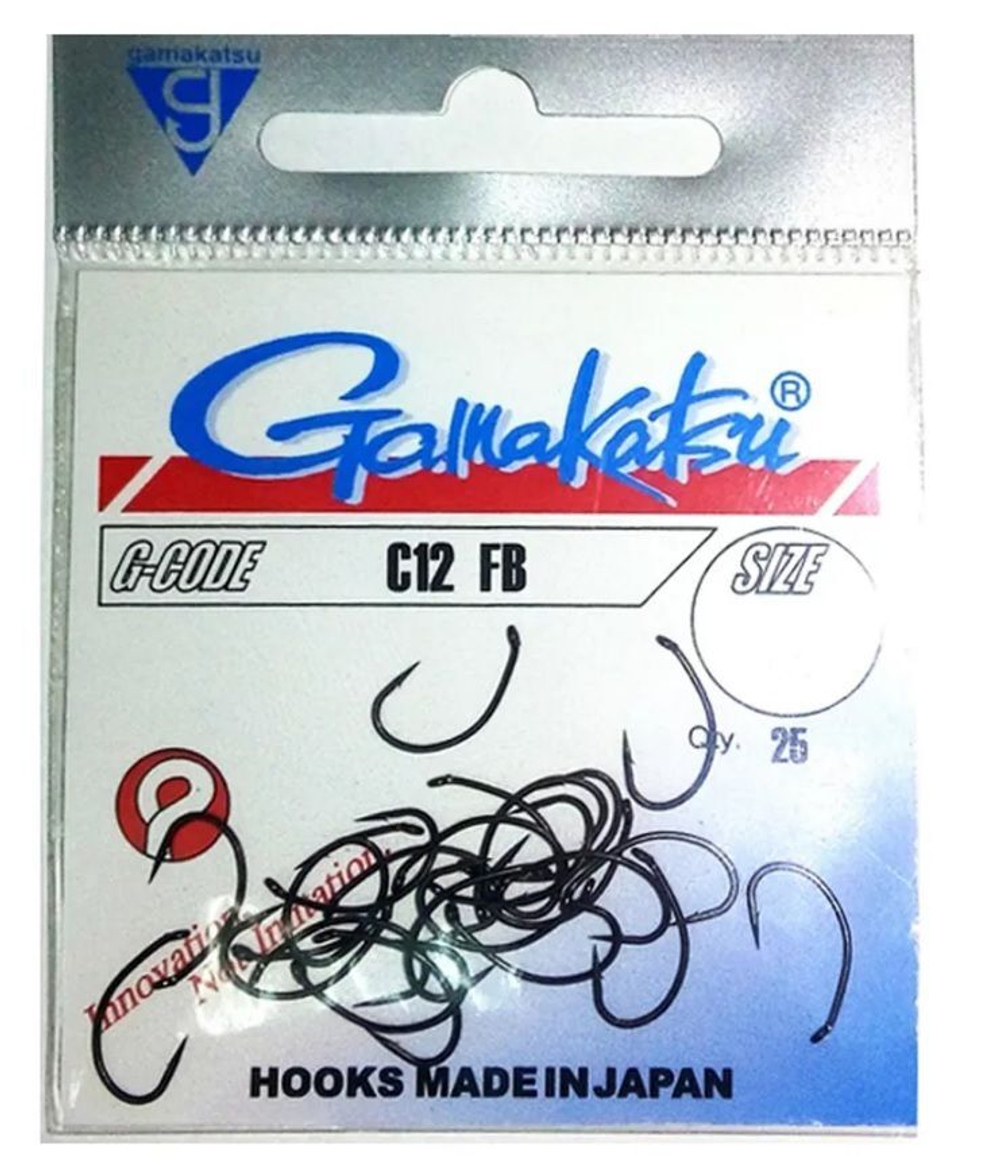 gamakatsu
Gamakatsu ®
G-CODE C12 FB SIZE
Qty. 25
Innovation
Not Imitation
HOOKS MADE IN JAPAN